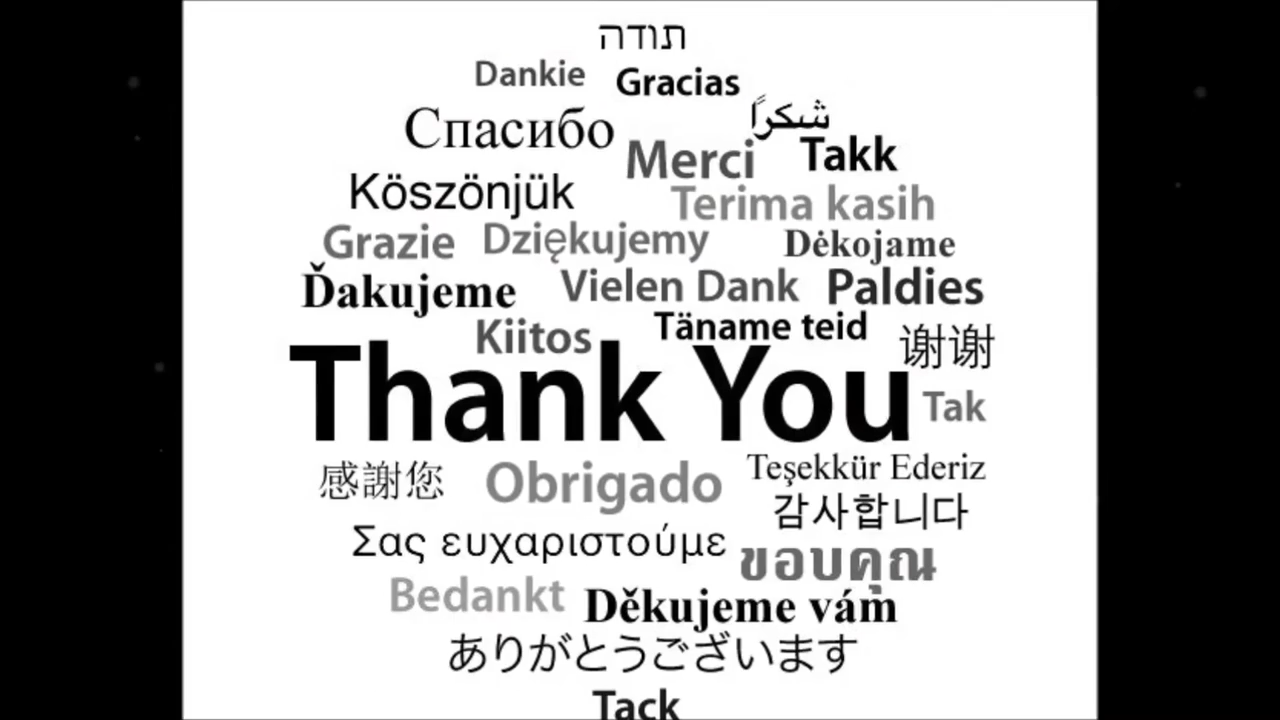 תודה
Dankie
Gracias
Спасибо
شكراً
Merci
Takk
Köszönjük
Terima kasih
Grazie
Dziękujemy
Dėkojame
Ďakujeme
Vielen Dank
Paldies
Kiitos
Täname teid
谢谢
Thank You
Tak
感謝您
Obrigado
Teşekkür Ederiz
감사합니다
Σας ευχαριστούμε
ขอบคุณ
Bedankt
Děkujeme vám
ありがとうございます
Tack